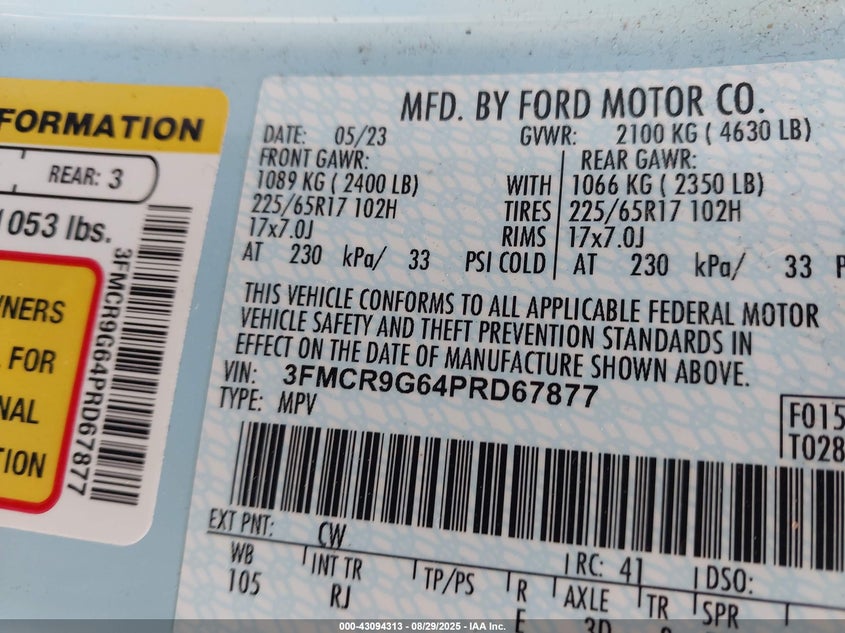 FORMATION
REAR: 3
1053 lbs.
3FMCR9G64PRD67877
WNERS
FOR
NAL
TION
MFD. BY FORD MOTOR CO.
DATE: 05/23 GVWR: 2100 KG ( 4630 LB)
FRONT GAWR: REAR GAWR:
1089 KG ( 2400 LB) WITH 1066 KG ( 2350 LB)
225/65R17 102H TIRES 225/65R17 102H
17x7.0J RIMS 17x7.0J
AT 230 kPa/ 33 PSI COLD AT 230 kPa/ 33 P
THIS VEHICLE CONFORMS TO ALL APPLICABLE FEDERAL MOTOR
VEHICLE SAFETY AND THEFT PREVENTION STANDARDS IN
EFFECT ON THE DATE OF MANUFACTURE SHOWN ABOVE.
VIN: 3FMCR9G64PRD67877
TYPE: MPV
F015
T028
EXT PNT: CW RC: 41 DSO:
WB INT TR TP/PS R AXLE TR SPR
105 RJ E 3D
000-43094313 - 08/29/2025 - IAA Inc.